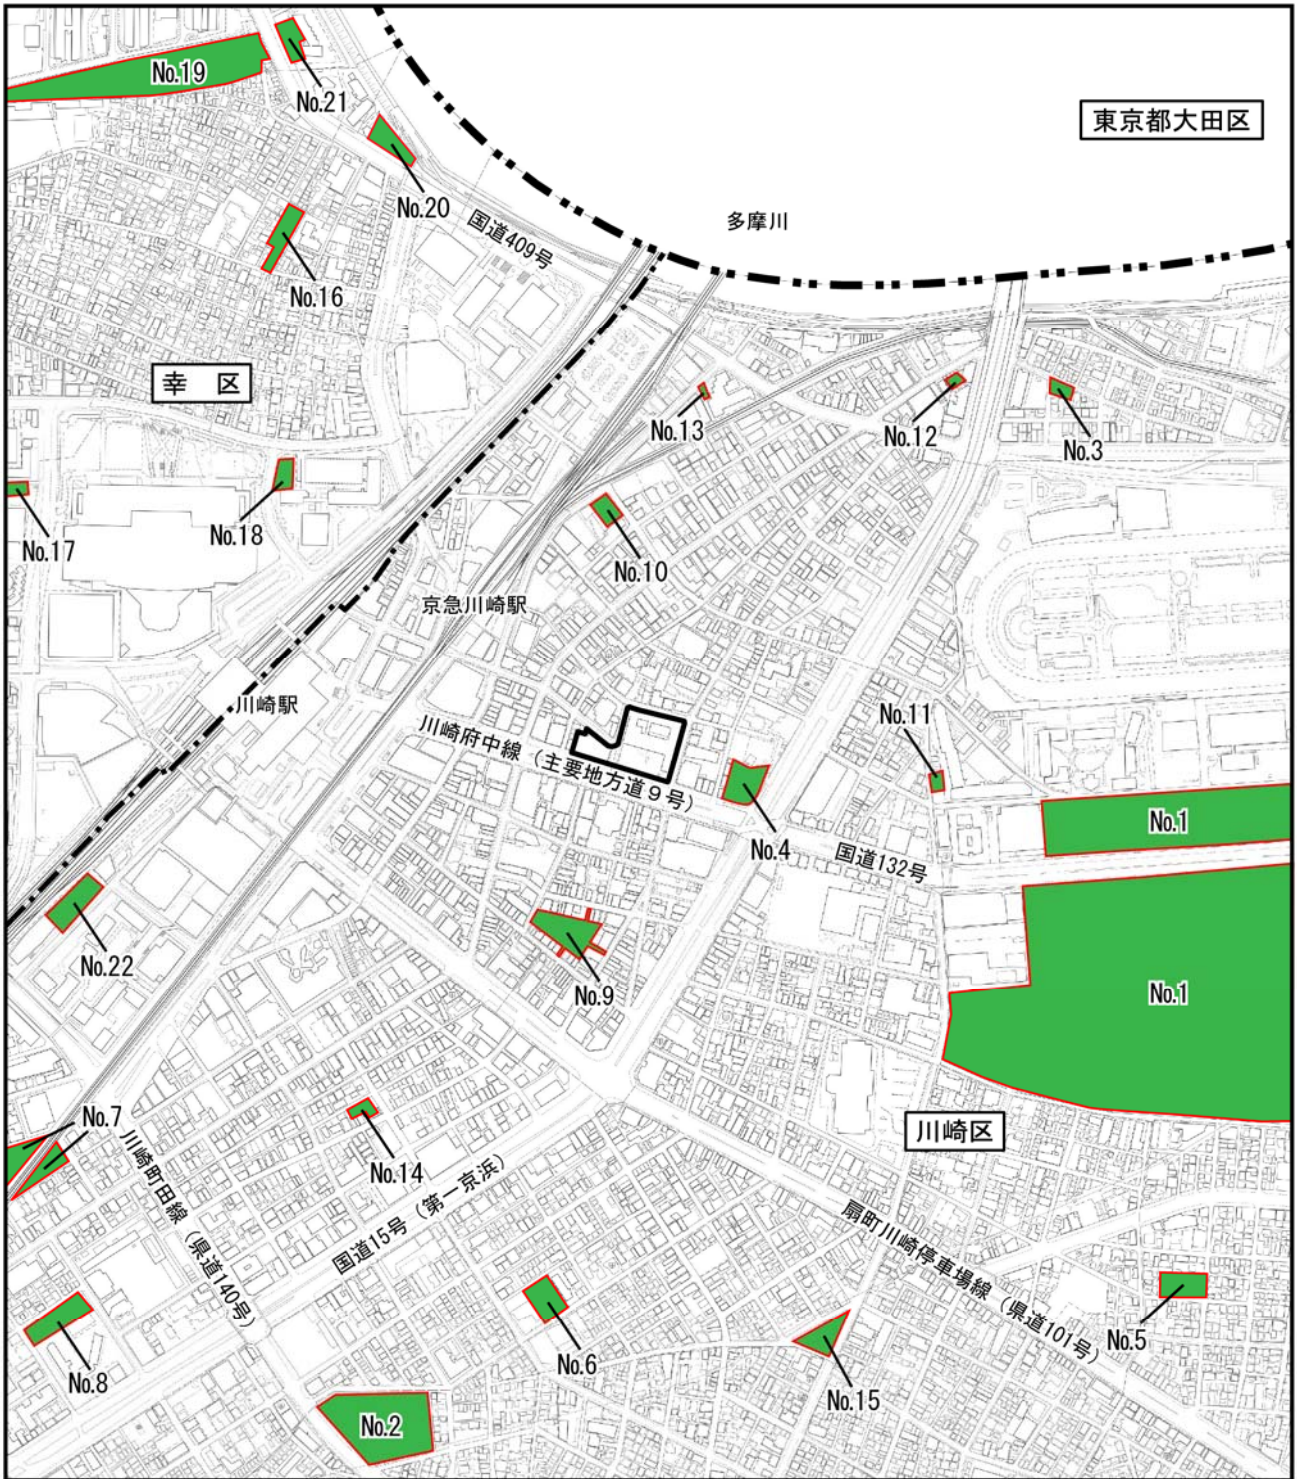 No.19
No.21
東京都大田区
No.20
国道409号
多摩川
No.16
幸 区
No.13
No.12
No.3
No.17
No.18
No.10
京急川崎駅
川崎駅
川崎府中線（主要地方道９号）
No.11
No.1
No.4
国道132号
No.22
No.9
No.1
No.7
川崎町田線（県道140号）
No.14
国道15号（第一京浜）
川崎区
扇町川崎停車場線（県道101号）
No.8
No.6
No.5
No.15
No.2